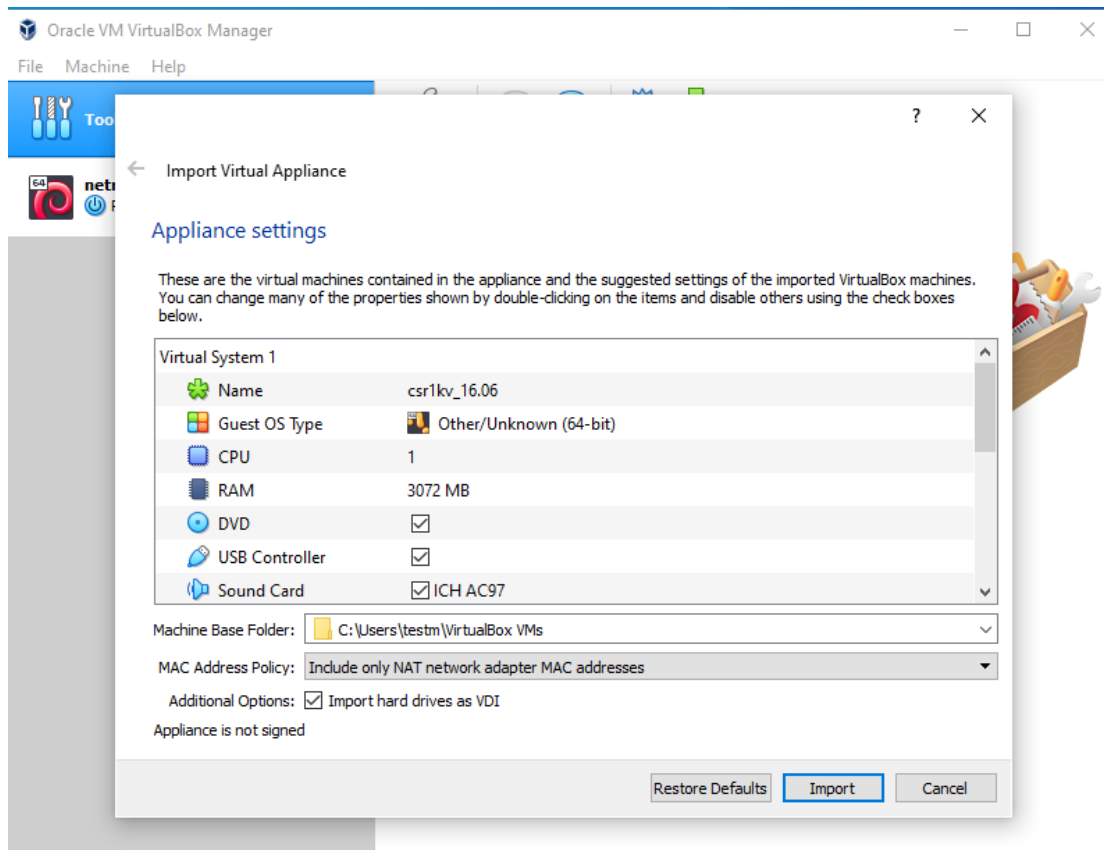 Oracle VM VirtualBox Manager
File Machine Help
Too
?
Import Virtual Appliance
64
netr
Appliance settings
These are the virtual machines contained in the appliance and the suggested settings of the imported VirtualBox machines.
You can change many of the properties shown by double-clicking on the items and disable others using the check boxes
below.
Virtual System 1
Name csr1kv_16.06
Guest OS Type Other/Unknown (64-bit)
CPU 1
RAM 3072 MB
DVD
USB Controller
Sound Card ICH AC97
Machine Base Folder: C:\Users\testm\VirtualBox VMs
MAC Address Policy: Include only NAT network adapter MAC addresses
Additional Options: Import hard drives as VDI
Appliance is not signed
Restore Defaults Import Cancel